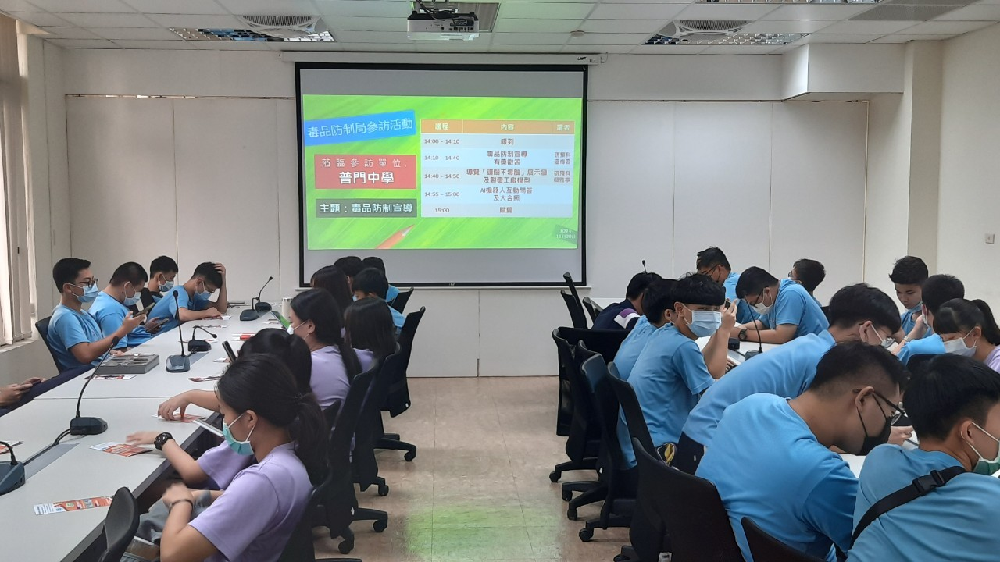 毒品防制局參訪活動
蒞臨參訪單位:
普門中學
主題：毒品防制宣導
議程 內容 講者
14:00－14:10 報到
14:10－14:40 毒品防制宣導
有獎徵答
研預科
14:40－14:50 導覽「識腦不毒腦」展示牆
及製毒工廠模型
研預科
14:55－15:00 AI機器人互動問答
及大合照
15:00 賦歸